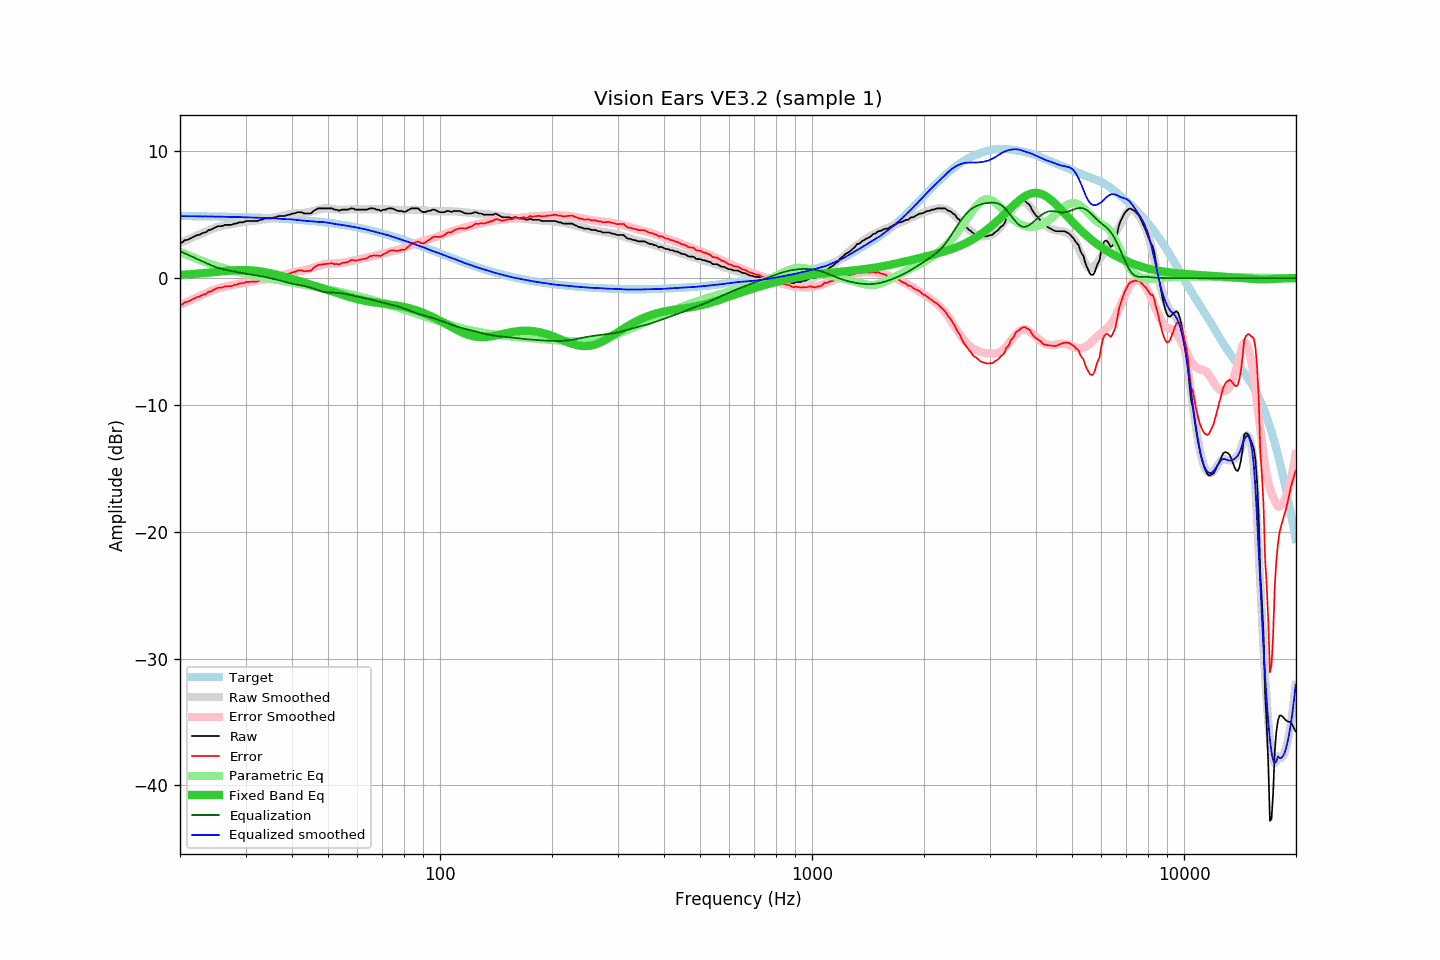 Vision Ears VE3.2 (sample 1)
10
0
−10
−20
−30
−40
Amplitude (dBr)
Target
Raw Smoothed
Error Smoothed
Raw
Error
Parametric Eq
Fixed Band Eq
Equalization
Equalized smoothed
100
1000
10000
Frequency (Hz)